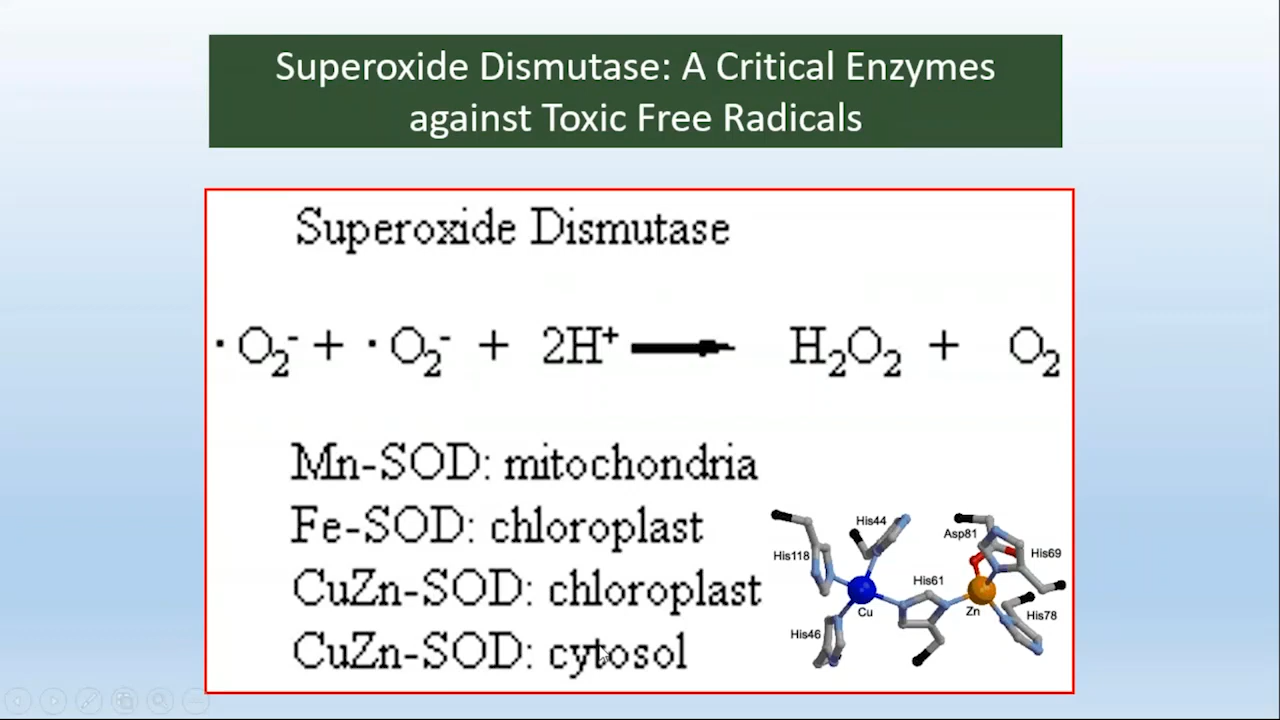 Superoxide Dismutase: A Critical Enzymes
against Toxic Free Radicals
Superoxide Dismutase
·O₂⁻ + ·O₂⁻ + 2H⁺ → H₂O₂ + O₂
Mn-SOD: mitochondria
Fe-SOD: chloroplast
CuZn-SOD: chloroplast
CuZn-SOD: cytosol
His44
Asp81
His118
His69
His61
Cu
Zn
His78
His46